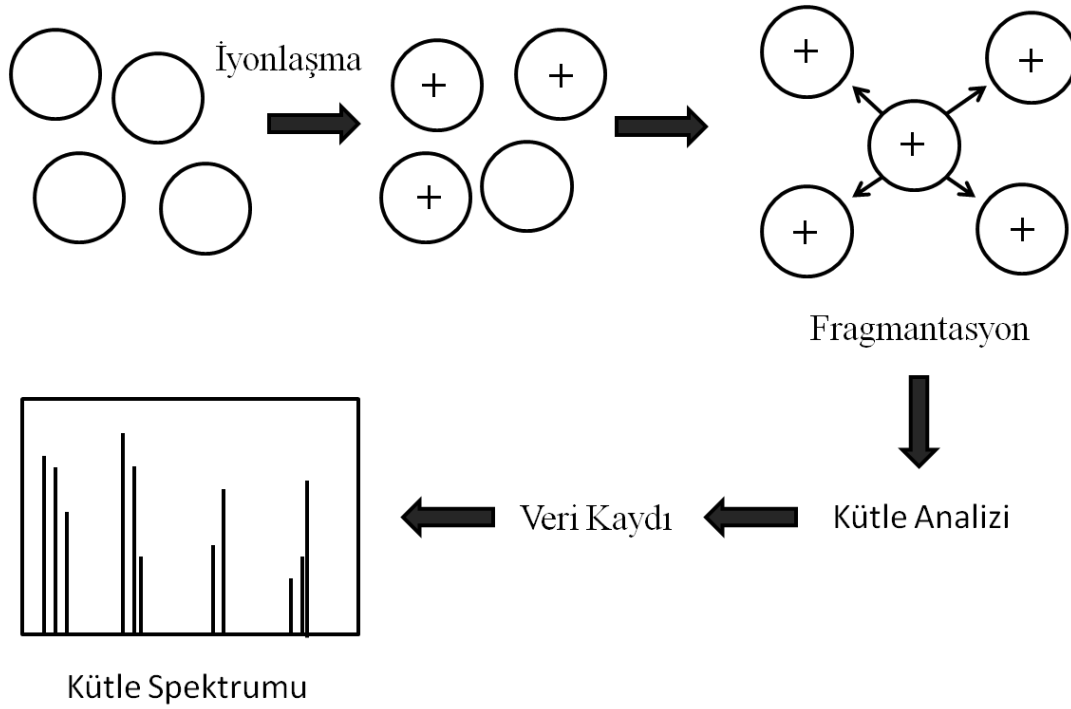 İyonlaşma
Fragmantasyon
Kütle Analizi
Veri Kaydı
Kütle Spektrumu